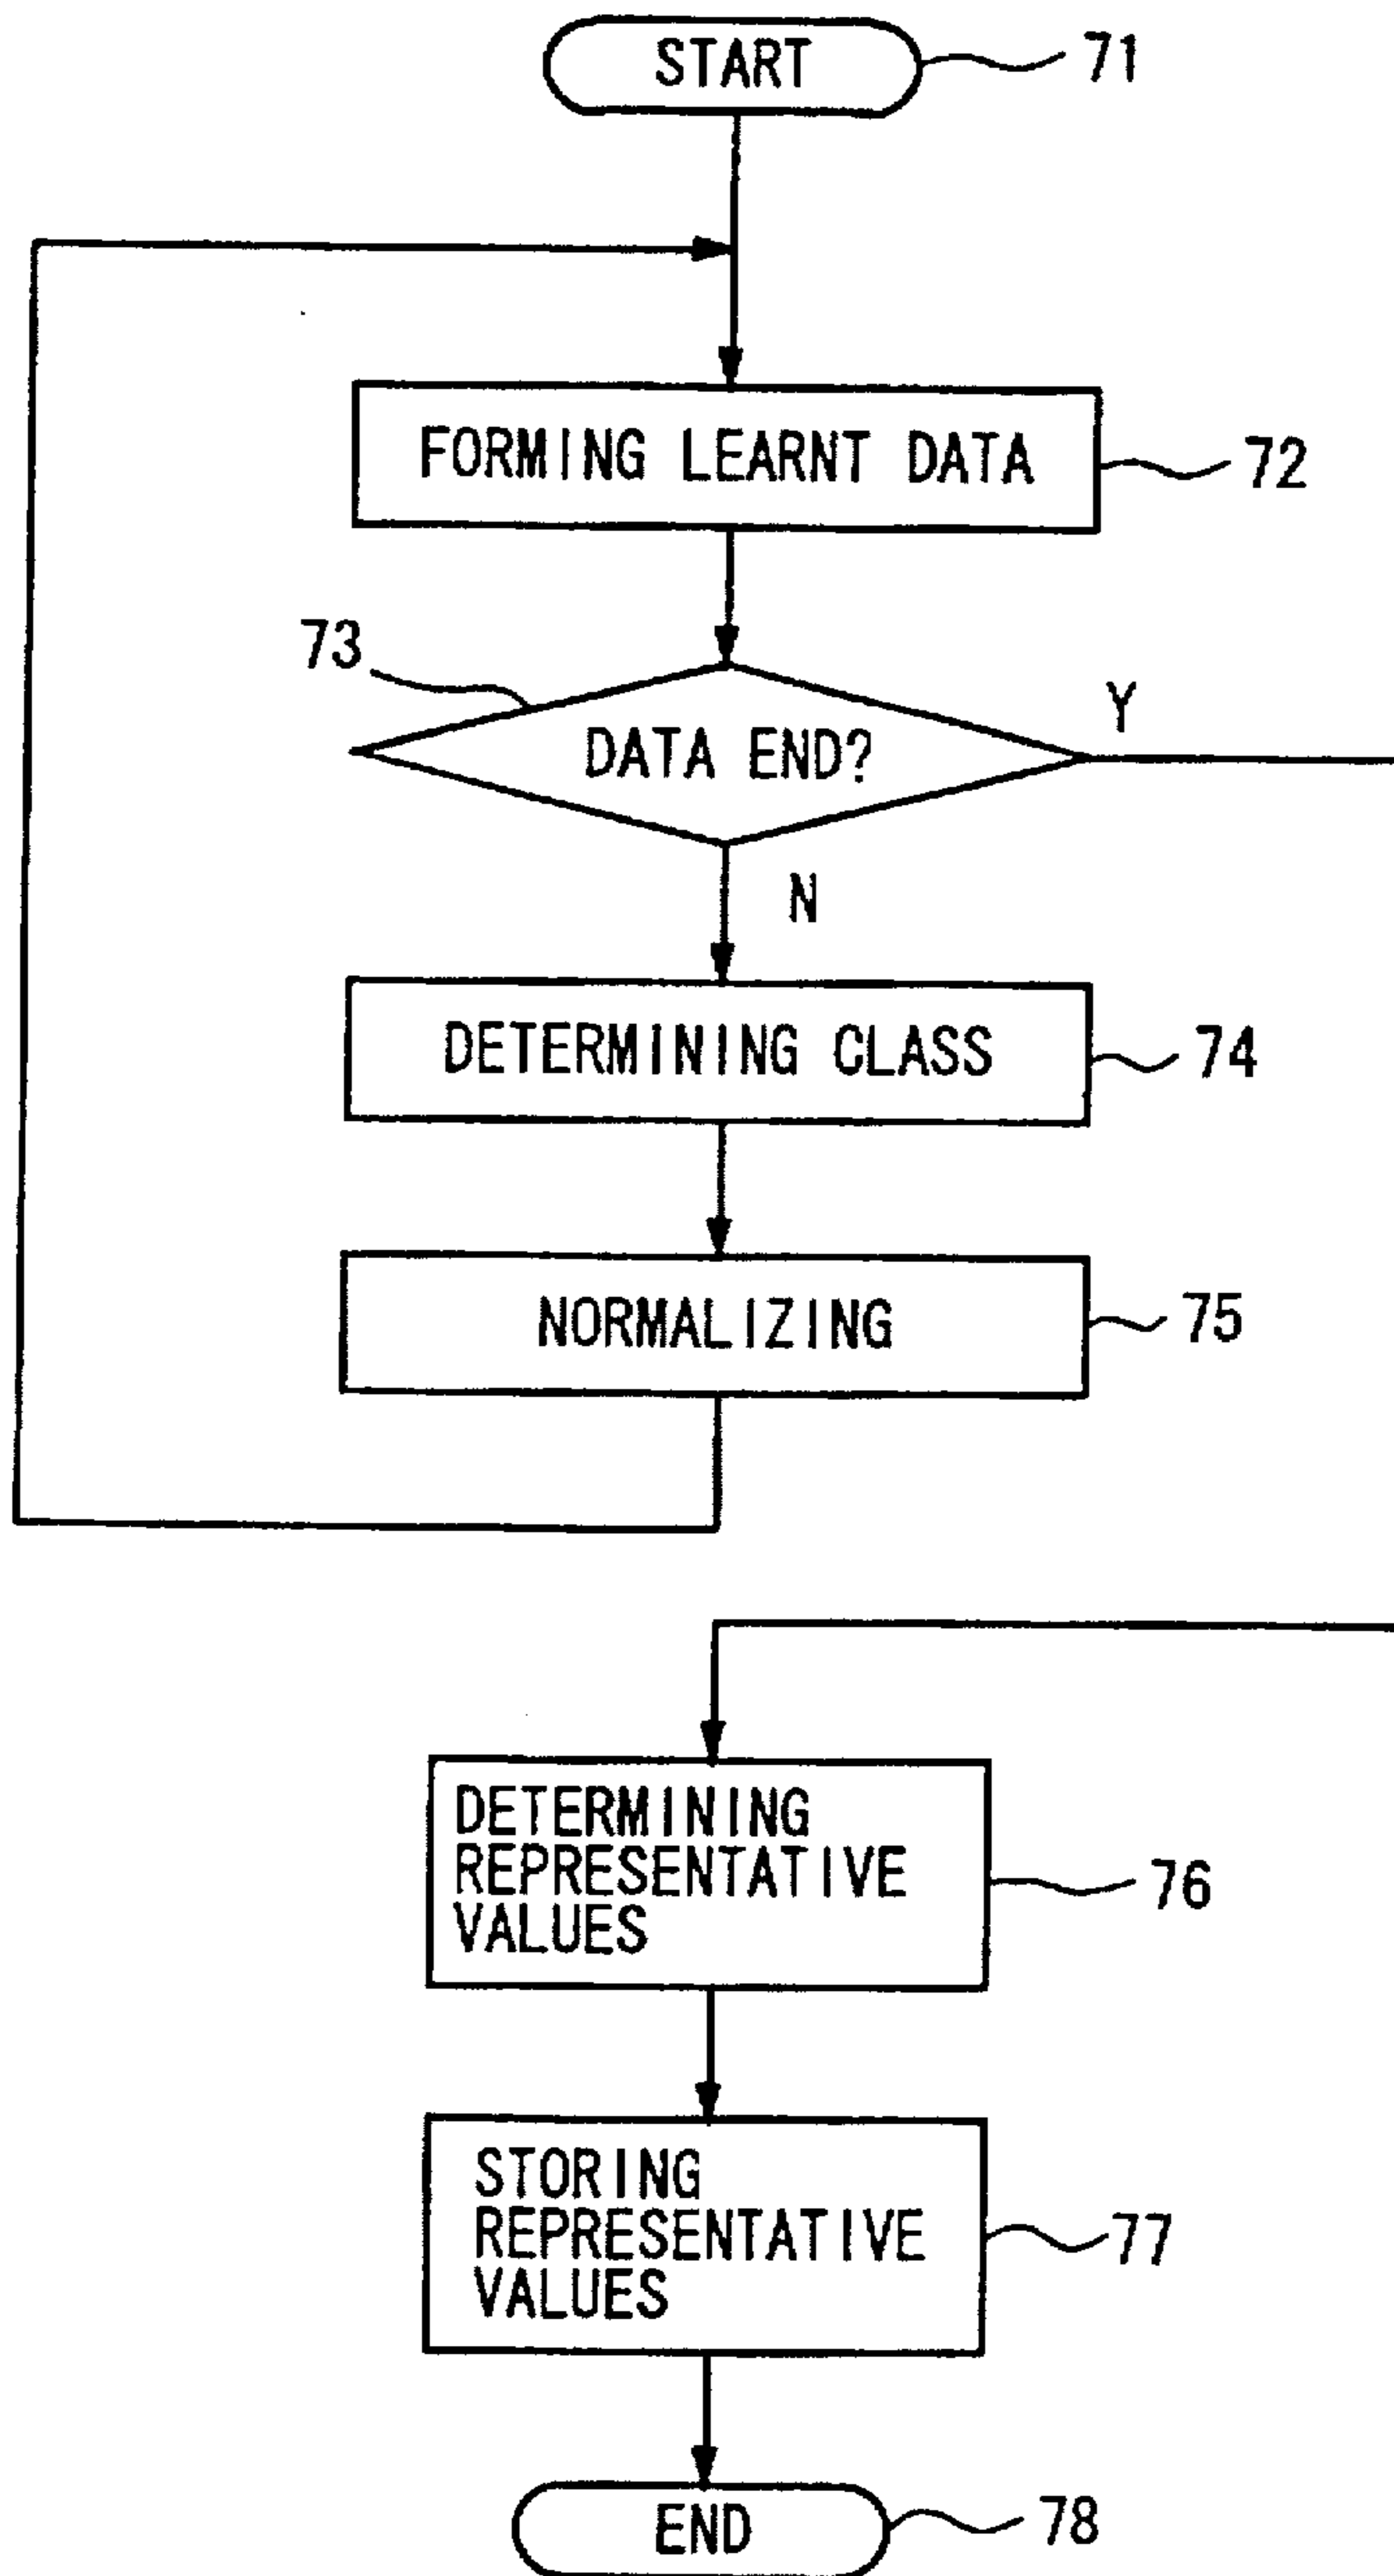 START
71
FORMING LEARNT DATA
72
73
DATA END?
Y
N
DETERMINING CLASS
74
NORMALIZING
75
DETERMINING
REPRESENTATIVE
VALUES
76
STORING
REPRESENTATIVE
VALUES
77
END
78